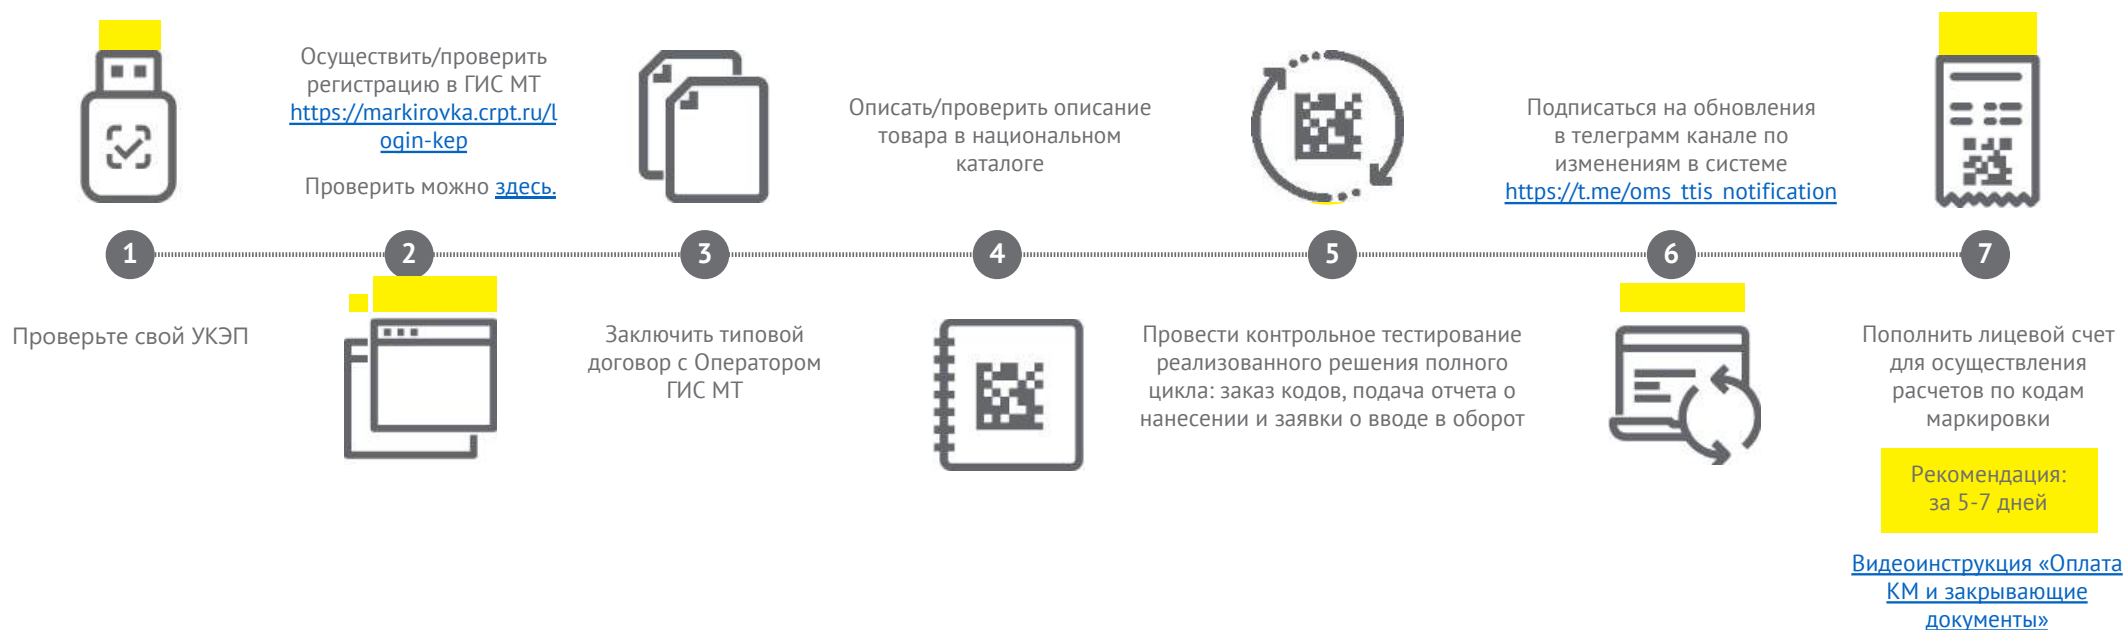 1
Проверьте свой УКЭП
Осуществить/проверить
регистрацию в ГИС МТ
https://markirovka.crpt.ru/l
ogin-kep
Проверить можно здесь.
2
3
Заключить типовой
договор с Оператором
ГИС МТ
Описать/проверить описание
товара в национальном
каталоге
4
5
Провести контрольное тестирование
реализованного решения полного
цикла: заказ кодов, подача отчета о
нанесении и заявки о вводе в оборот
Подписаться на обновления
в телеграмм канале по
изменениям в системе
https://t.me/oms_ttis_notification
6
7
Пополнить лицевой счет
для осуществления
расчетов по кодам
маркировки
Рекомендация:
за 5-7 дней
Видеоинструкция «Оплата
КМ и закрывающие
документы»